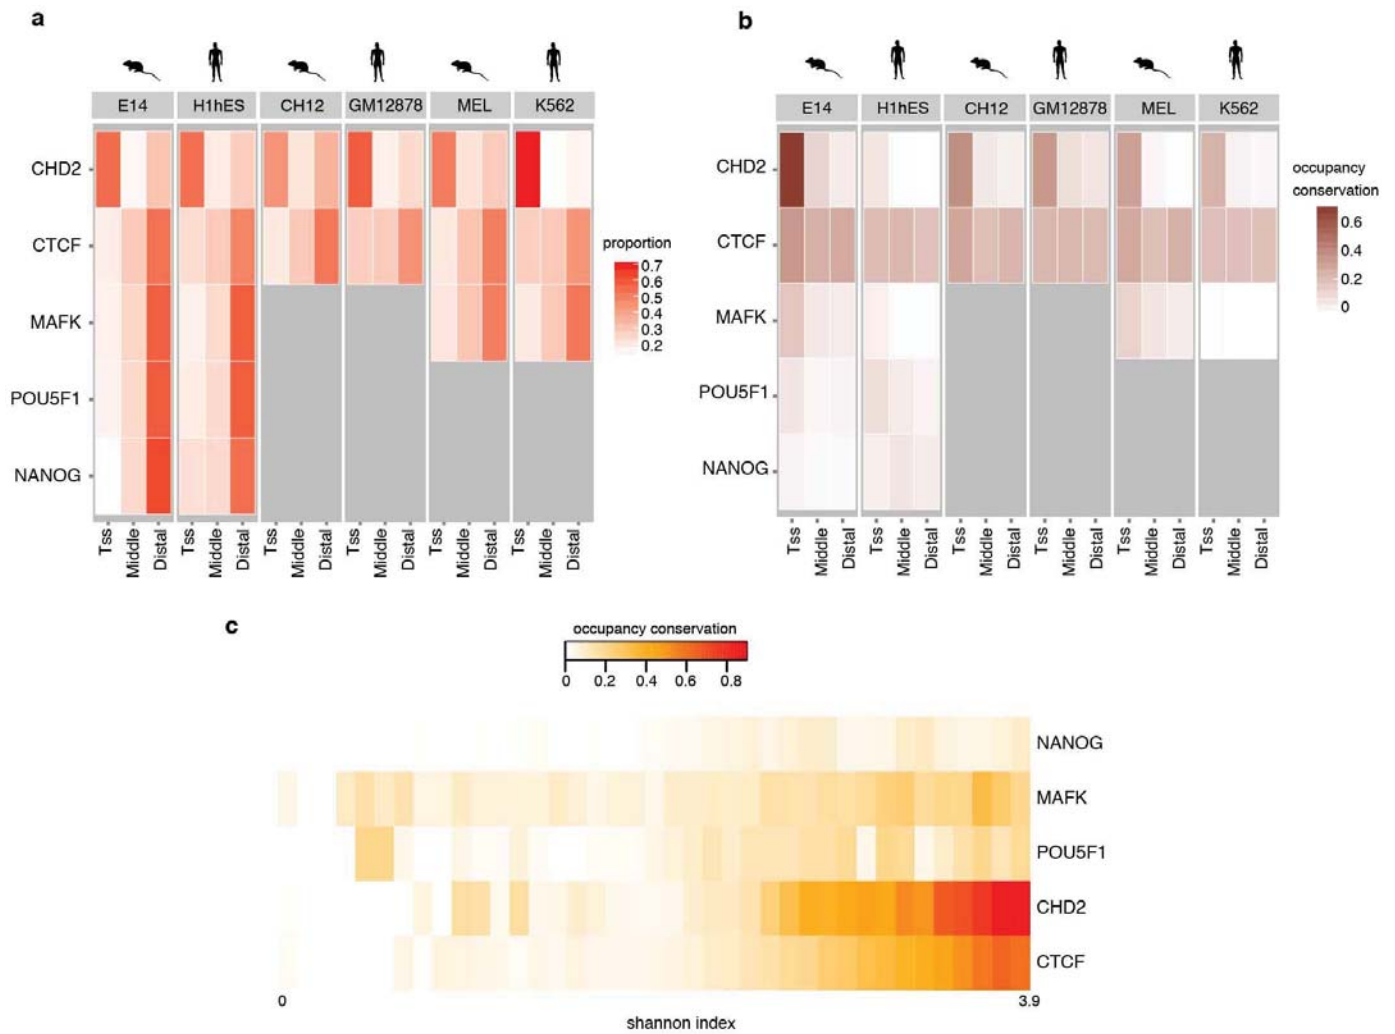 a
E14 H1hES CH12 GM12878 MEL K562
CHD2
CTCF
MAFK
POU5F1
NANOG
Tss Middle Distal Tss Middle Distal Tss Middle Distal Tss Middle Distal Tss Middle Distal Tss Middle Distal
proportion
0.7
0.6
0.5
0.4
0.3
0.2
b
E14 H1hES CH12 GM12878 MEL K562
CHD2
CTCF
MAFK
POU5F1
NANOG
Tss Middle Distal Tss Middle Distal Tss Middle Distal Tss Middle Distal Tss Middle Distal Tss Middle Distal
occupancy
conservation
0.6
0.4
0.2
0
c
occupancy conservation
0 0.2 0.4 0.6 0.8
NANOG
MAFK
POU5F1
CHD2
CTCF
0 3.9
shannon index